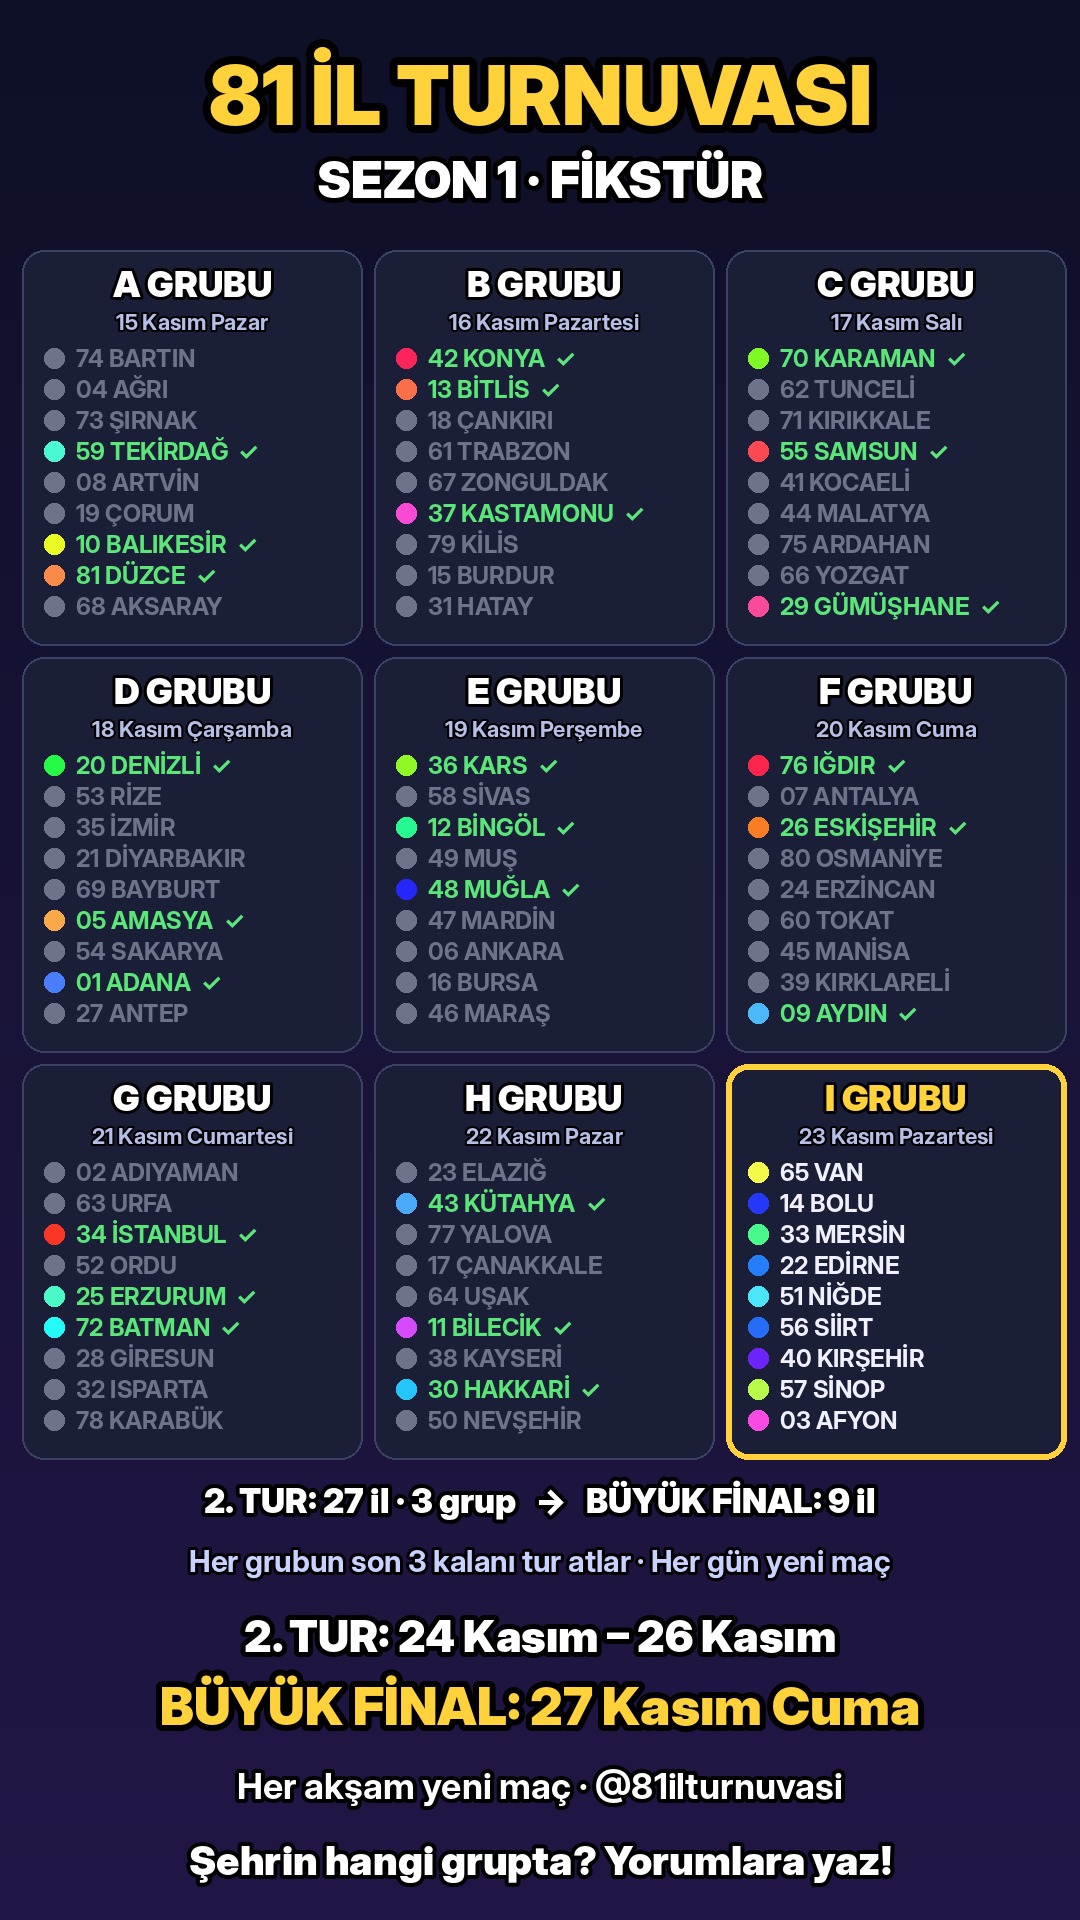 81 İL TURNUVASI
SEZON 1 · FİKSTÜR
A GRUBU
15 Kasım Pazar
74 BARTIN
04 AĞRI
73 ŞIRNAK
59 TEKİRDAĞ ✓
08 ARTVİN
19 ÇORUM
10 BALIKESİR ✓
81 DÜZCE ✓
68 AKSARAY
B GRUBU
16 Kasım Pazartesi
42 KONYA ✓
13 BİTLİS ✓
18 ÇANKIRI
61 TRABZON
67 ZONGULDAK
37 KASTAMONU ✓
79 KİLİS
15 BURDUR
31 HATAY
C GRUBU
17 Kasım Salı
70 KARAMAN ✓
62 TUNCELİ
71 KIRIKKALE
55 SAMSUN ✓
41 KOCAELİ
44 MALATYA
75 ARDAHAN
66 YOZGAT
29 GÜMÜŞHANE ✓
D GRUBU
18 Kasım Çarşamba
20 DENİZLİ ✓
53 RİZE
35 İZMİR
21 DİYARBAKIR
69 BAYBURT
05 AMASYA ✓
54 SAKARYA
01 ADANA ✓
27 ANTEP
E GRUBU
19 Kasım Perşembe
36 KARS ✓
58 SİVAS
12 BİNGÖL ✓
49 MUŞ
48 MUĞLA ✓
47 MARDİN
06 ANKARA
16 BURSA
46 MARAŞ
F GRUBU
20 Kasım Cuma
76 IĞDIR ✓
07 ANTALYA
26 ESKİŞEHİR ✓
80 OSMANİYE
24 ERZİNCAN
60 TOKAT
45 MANİSA
39 KIRKLARELİ
09 AYDIN ✓
G GRUBU
21 Kasım Cumartesi
02 ADIYAMAN
63 URFA
34 İSTANBUL ✓
52 ORDU
25 ERZURUM ✓
72 BATMAN ✓
28 GİRESUN
32 ISPARTA
78 KARABÜK
H GRUBU
22 Kasım Pazar
23 ELAZIĞ
43 KÜTAHYA ✓
77 YALOVA
17 ÇANAKKALE
64 UŞAK
11 BİLECİK ✓
38 KAYSERİ
30 HAKKARİ ✓
50 NEVŞEHİR
I GRUBU
23 Kasım Pazartesi
65 VAN
14 BOLU
33 MERSİN
22 EDİRNE
51 NİĞDE
56 SİİRT
40 KIRŞEHİR
57 SİNOP
03 AFYON
2. TUR: 27 il · 3 grup → BÜYÜK FİNAL: 9 il
Her grubun son 3 kalanı tur atlar · Her gün yeni maç
2. TUR: 24 Kasım – 26 Kasım
BÜYÜK FİNAL: 27 Kasım Cuma
Her akşam yeni maç · @81ilturnuvasi
Şehrin hangi grupta? Yorumlara yaz!